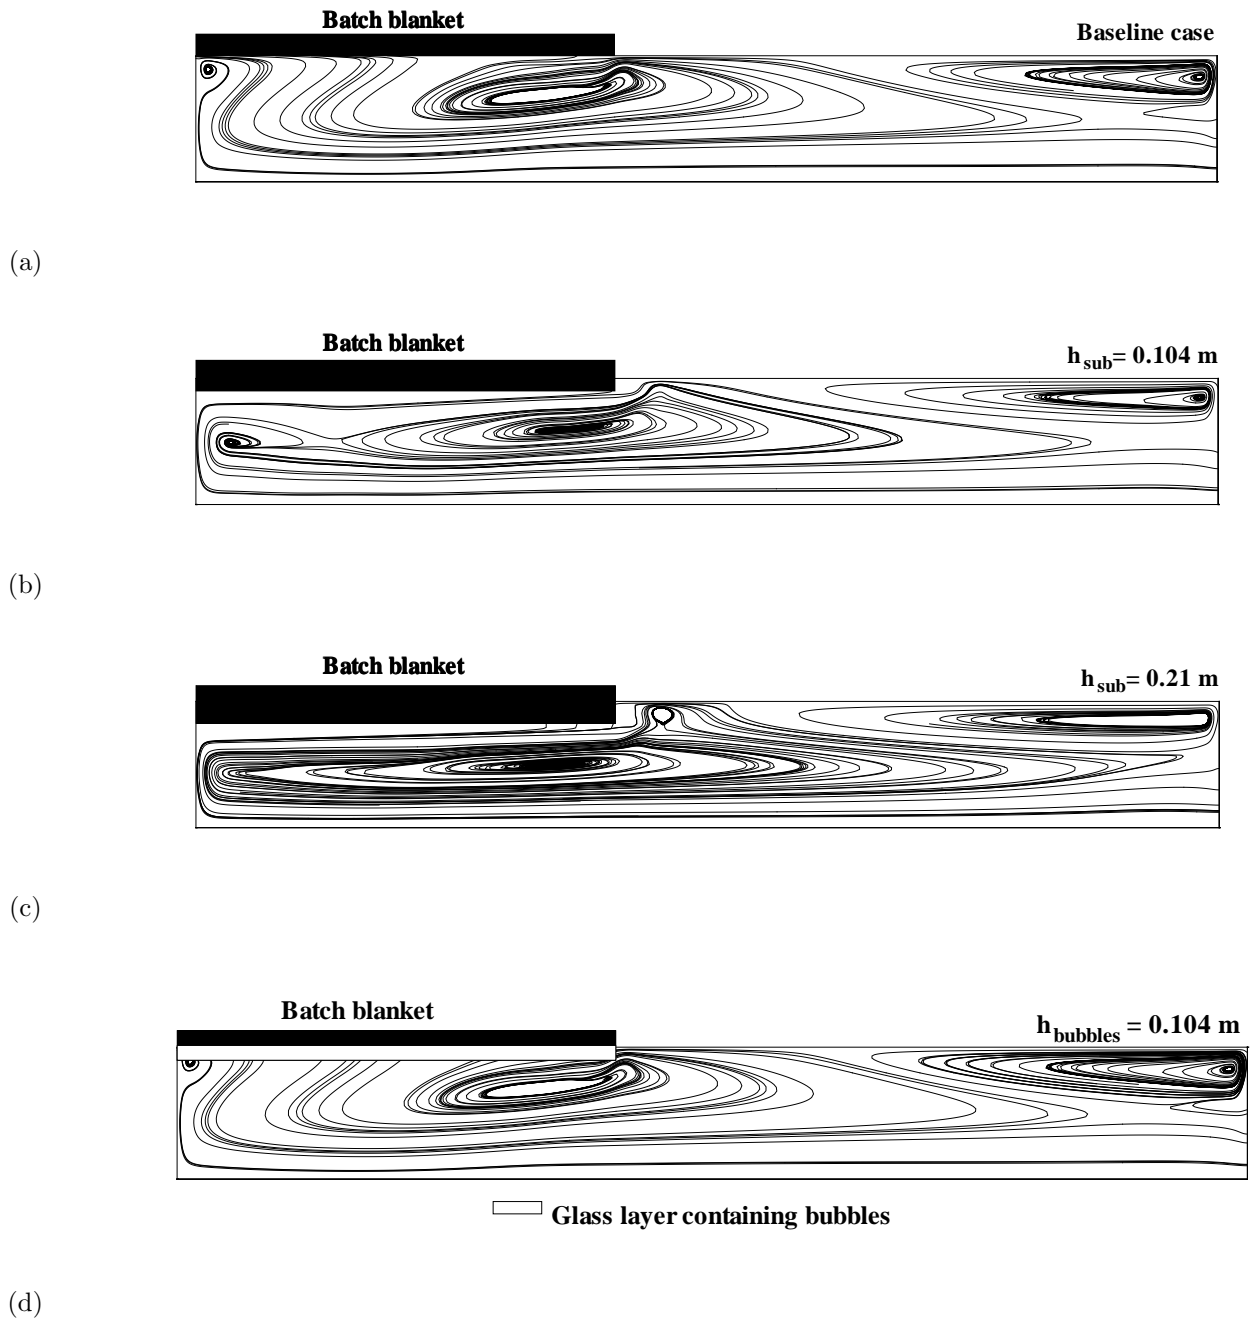 Batch blanket
Baseline case
(a)
Batch blanket
h_sub= 0.104 m
(b)
Batch blanket
h_sub= 0.21 m
(c)
Batch blanket
h_bubbles = 0.104 m
Glass layer containing bubbles
(d)